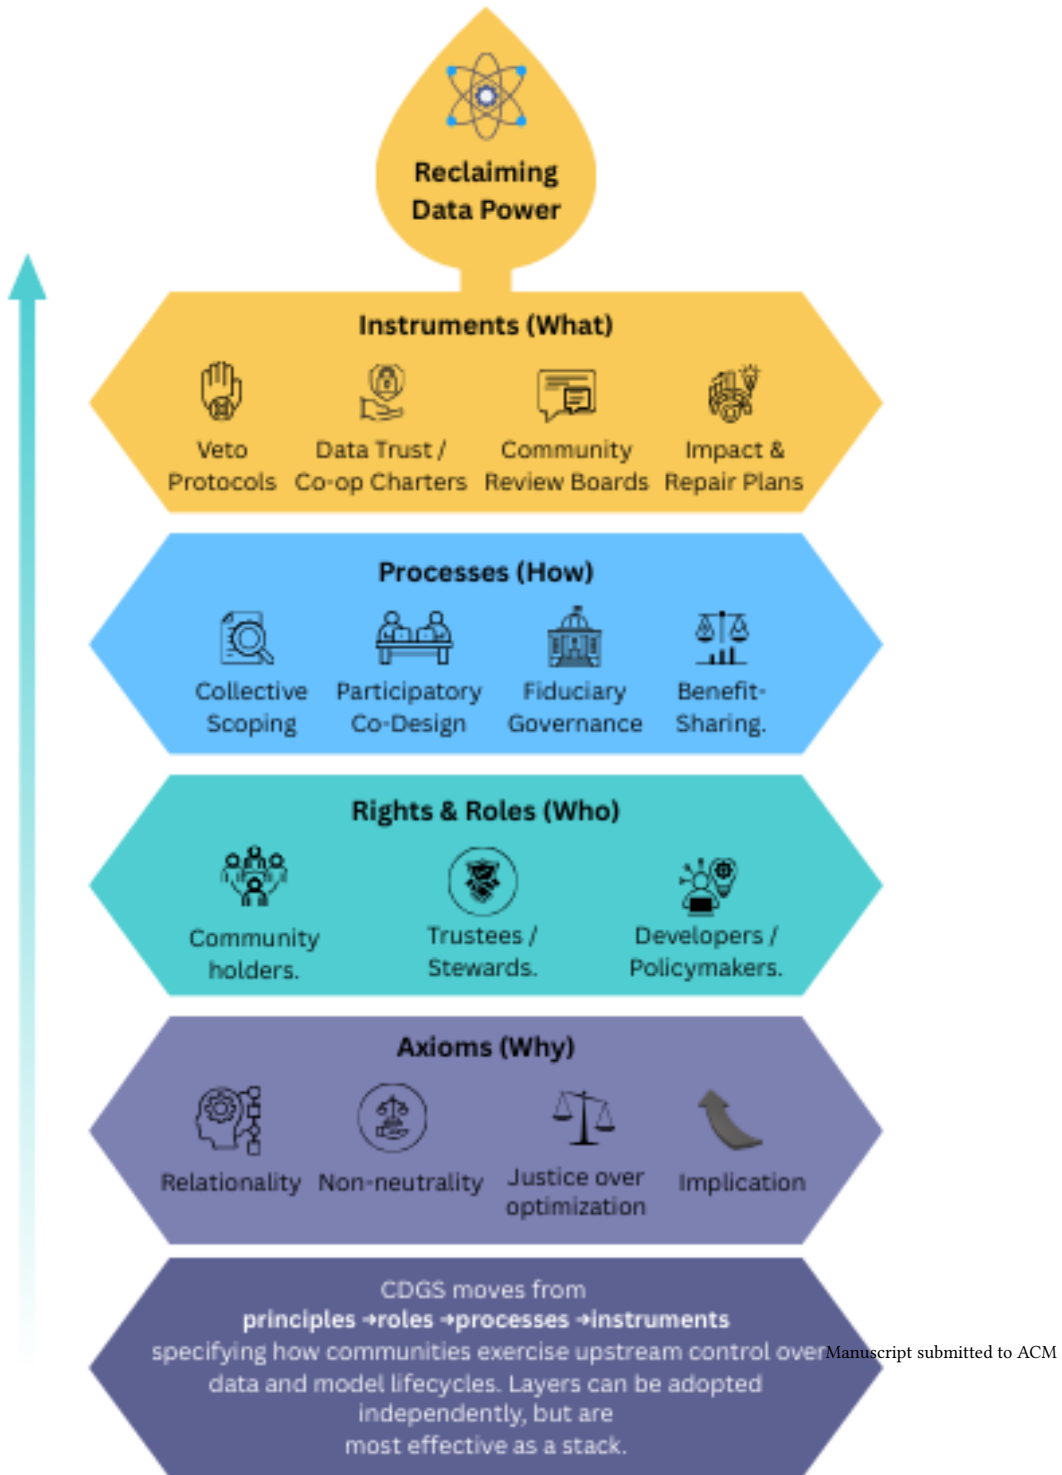 Reclaiming
Data Power
Instruments (What)
Veto
Protocols
Data Trust /
Co-op Charters
Community
Review Boards
Impact &
Repair Plans
Processes (How)
Collective
Scoping
Participatory
Co-Design
Fiduciary
Governance
Benefit-
Sharing.
Rights & Roles (Who)
Community
holders.
Trustees /
Stewards.
Developers /
Policymakers.
Axioms (Why)
Relationality
Non-neutrality
Justice over
optimization
Implication
CDGS moves from
principles →roles →processes →instruments
specifying how communities exercise upstream control over
data and model lifecycles. Layers can be adopted
independently, but are
most effective as a stack.
Manuscript submitted to ACM